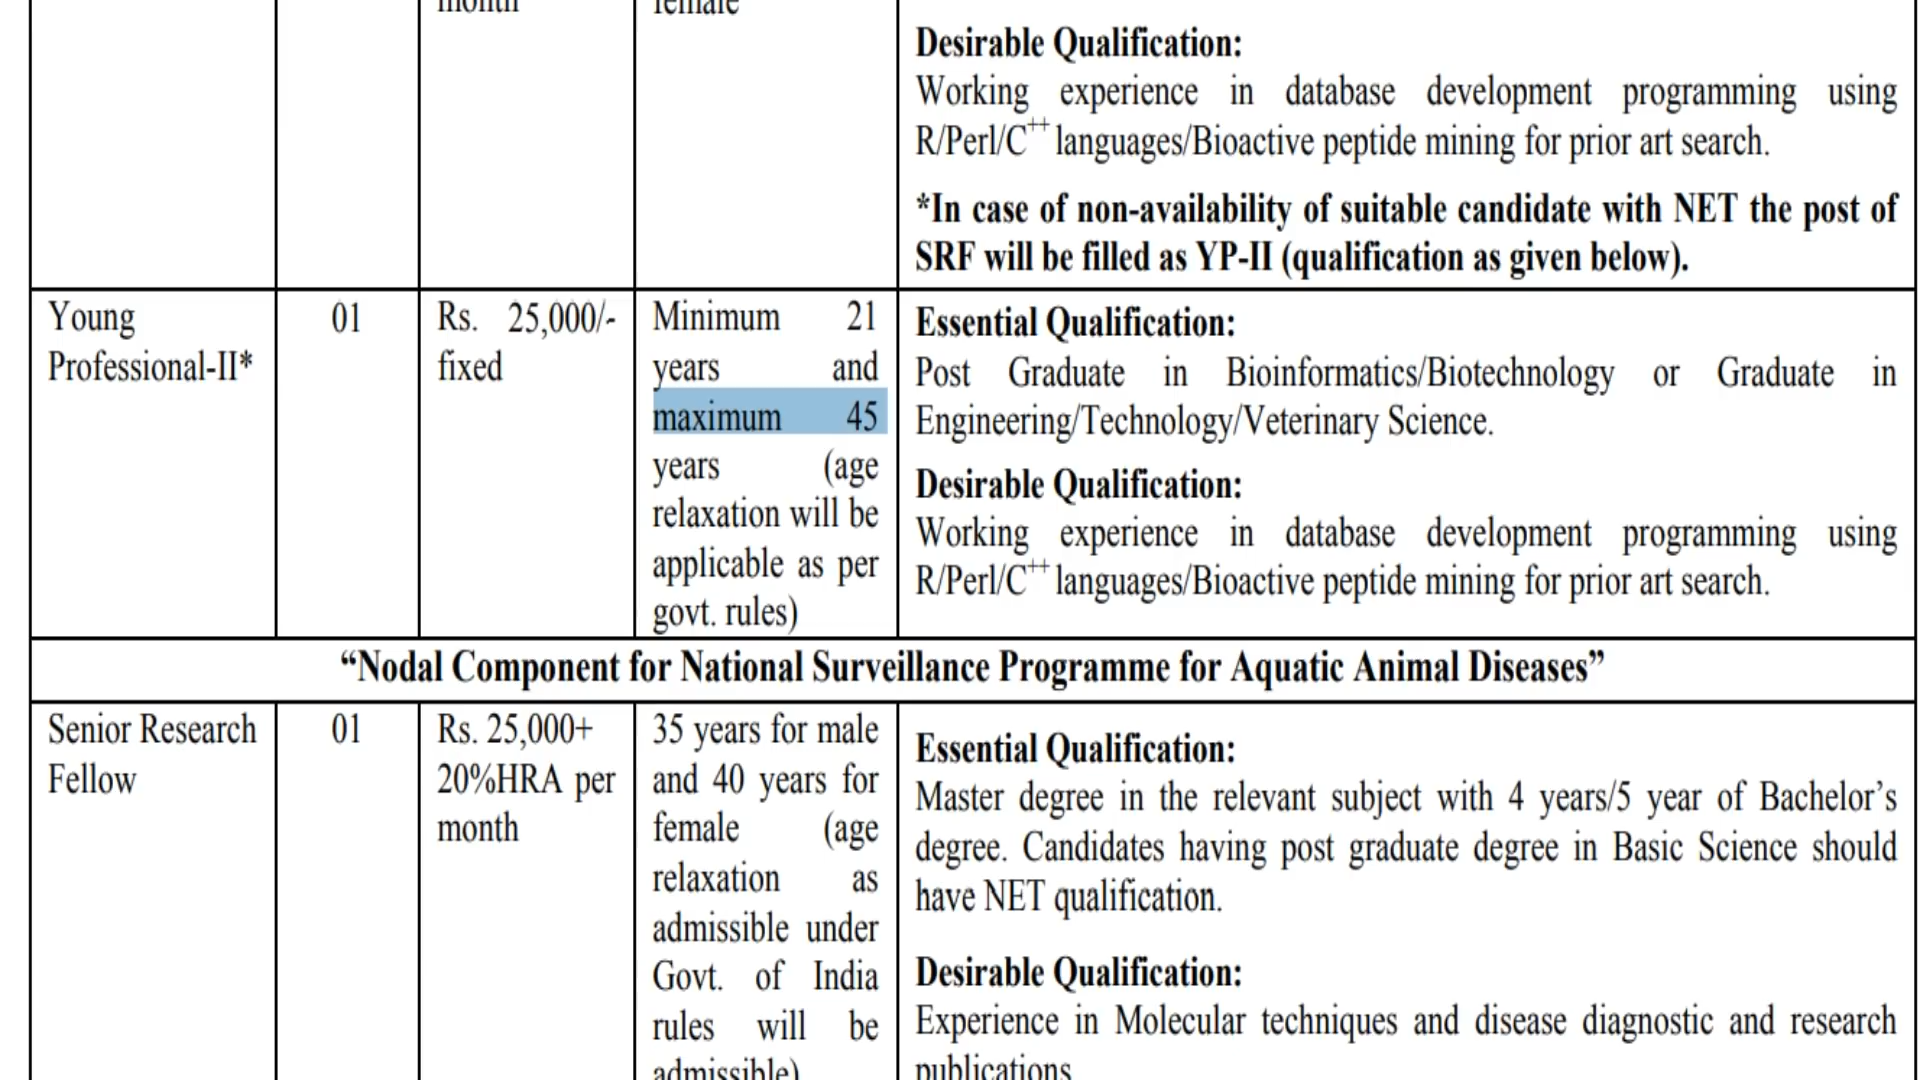 month
female
Desirable Qualification:
Working experience in database development programming using
R/Perl/C++ languages/Bioactive peptide mining for prior art search.
*In case of non-availability of suitable candidate with NET the post of
SRF will be filled as YP-II (qualification as given below).
Young
Professional-II*
01
Rs. 25,000/-
fixed
Minimum 21
years and
maximum 45
years (age
relaxation will be
applicable as per
govt. rules)
Essential Qualification:
Post Graduate in Bioinformatics/Biotechnology or Graduate in
Engineering/Technology/Veterinary Science.
Desirable Qualification:
Working experience in database development programming using
R/Perl/C++ languages/Bioactive peptide mining for prior art search.
“Nodal Component for National Surveillance Programme for Aquatic Animal Diseases”
Senior Research
Fellow
01
Rs. 25,000+
20%HRA per
month
35 years for male
and 40 years for
female (age
relaxation as
admissible under
Govt. of India
rules will be
admissible)
Essential Qualification:
Master degree in the relevant subject with 4 years/5 year of Bachelor’s
degree. Candidates having post graduate degree in Basic Science should
have NET qualification.
Desirable Qualification:
Experience in Molecular techniques and disease diagnostic and research
publications